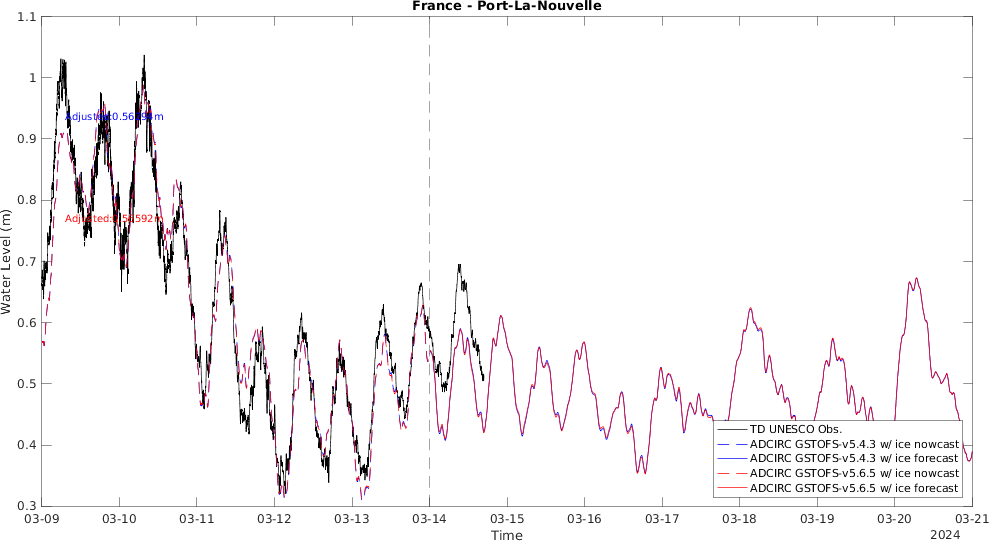 France - Port-La-Nouvelle
Water Level (m)
1.1
1
0.9
0.8
0.7
0.6
0.5
0.4
0.3
03-09
03-10
03-11
03-12
03-13
03-14
03-15
03-16
03-17
03-18
03-19
03-20
03-21
Time
2024
TD UNESCO Obs.
ADCIRC GSTOFS-v5.4.3 w/ ice nowcast
ADCIRC GSTOFS-v5.4.3 w/ ice forecast
ADCIRC GSTOFS-v5.6.5 w/ ice nowcast
ADCIRC GSTOFS-v5.6.5 w/ ice forecast